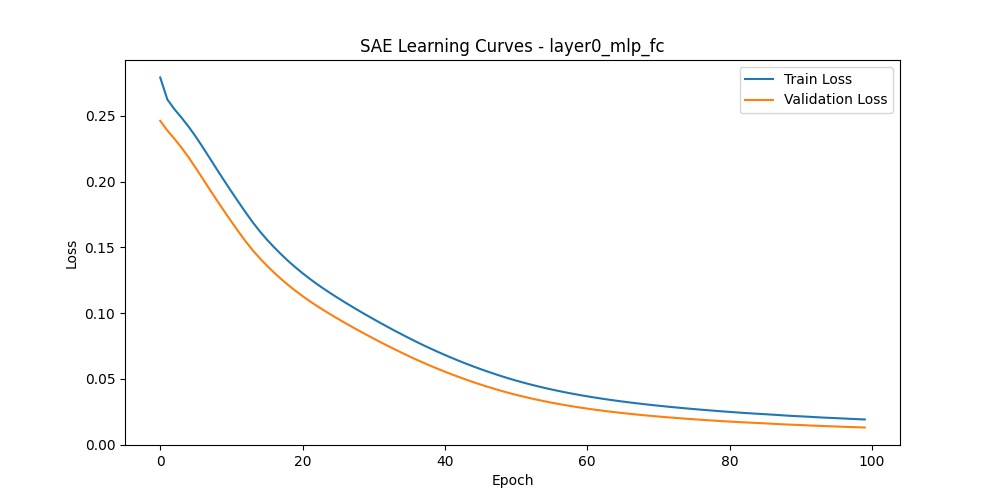 SAE Learning Curves - layer0_mlp_fc
Train Loss
Validation Loss
Loss
0.25
0.20
0.15
0.10
0.05
0.00
0 20 40 60 80 100
Epoch